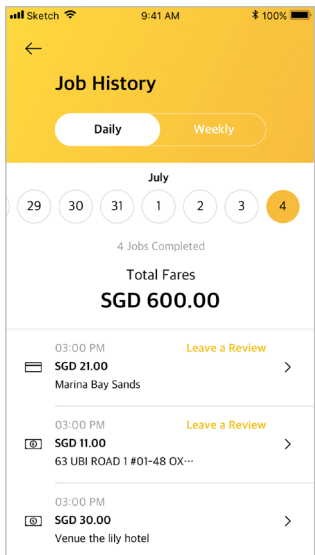 Sketch 9:41 AM 100%
Job History
Daily Weekly
July
29 30 31 1 2 3 4
4 Jobs Completed
Total Fares
SGD 600.00
03:00 PM Leave a Review
SGD 21.00
Marina Bay Sands
03:00 PM Leave a Review
SGD 11.00
63 UBI ROAD 1 #01-48 OX···
03:00 PM
SGD 30.00
Venue the lily hotel